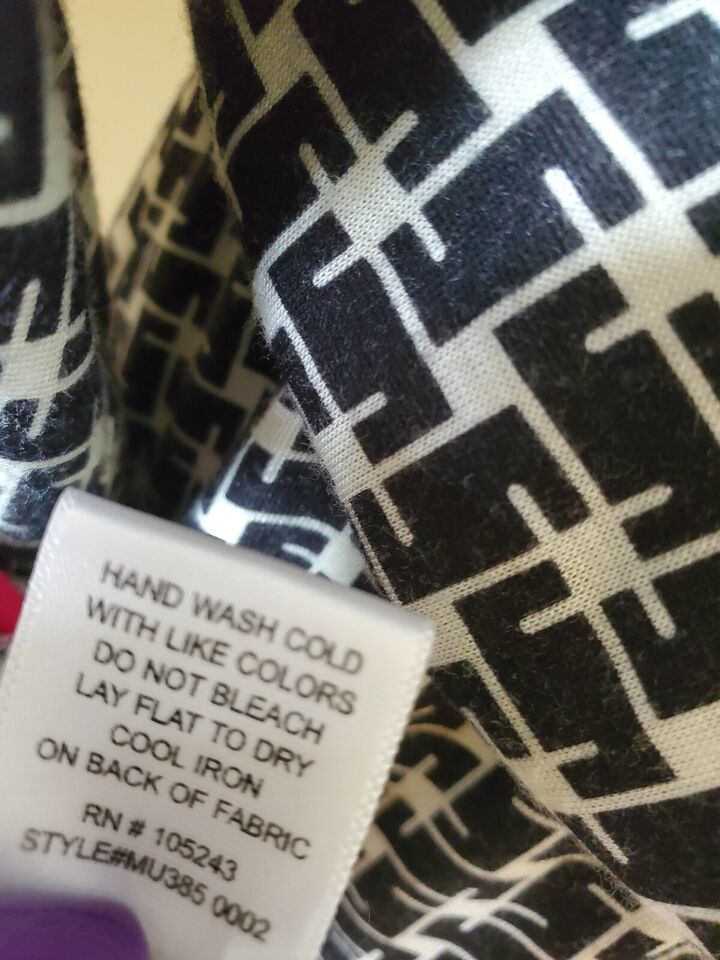 HAND WASH COLD
WITH LIKE COLORS
DO NOT BLEACH
LAY FLAT TO DRY
COOL IRON
ON BACK OF FABRIC
RN # 105243
STYLE#MU385 0002